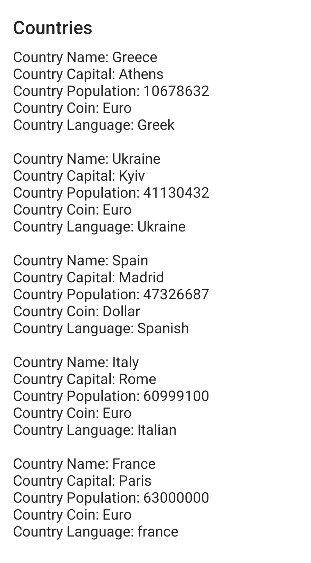 Countries
Country Name: Greece
Country Capital: Athens
Country Population: 10678632
Country Coin: Euro
Country Language: Greek
Country Name: Ukraine
Country Capital: Kyiv
Country Population: 41130432
Country Coin: Euro
Country Language: Ukraine
Country Name: Spain
Country Capital: Madrid
Country Population: 47326687
Country Coin: Dollar
Country Language: Spanish
Country Name: Italy
Country Capital: Rome
Country Population: 60999100
Country Coin: Euro
Country Language: Italian
Country Name: France
Country Capital: Paris
Country Population: 63000000
Country Coin: Euro
Country Language: france